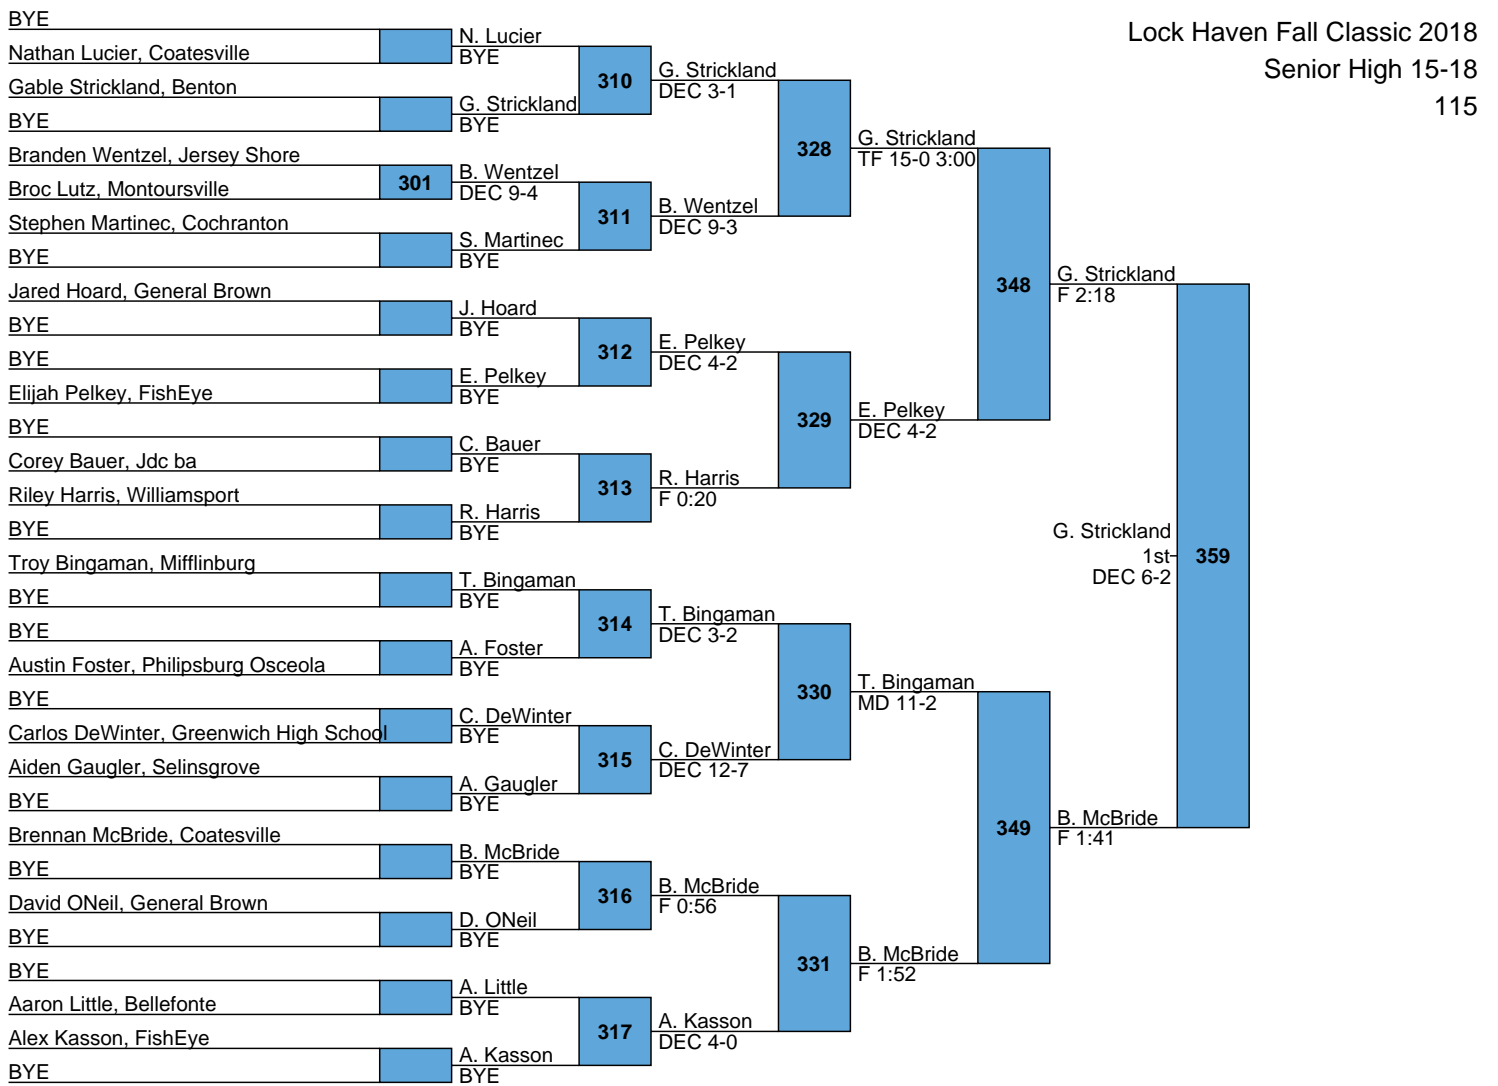 Lock Haven Fall Classic 2018
Senior High 15-18
115
BYE
Nathan Lucier, Coatesville
Gable Strickland, Benton
BYE
Branden Wentzel, Jersey Shore
Broc Lutz, Montoursville
Stephen Martinec, Cochranton
BYE
Jared Hoard, General Brown
BYE
BYE
Elijah Pelkey, FishEye
BYE
Corey Bauer, Jdc ba
Riley Harris, Williamsport
BYE
Troy Bingaman, Mifflinburg
BYE
BYE
Austin Foster, Philipsburg Osceola
BYE
Carlos DeWinter, Greenwich High School
Aiden Gaugler, Selinsgrove
BYE
Brennan McBride, Coatesville
BYE
David ONeil, General Brown
BYE
BYE
Aaron Little, Bellefonte
Alex Kasson, FishEye
BYE
301
N. Lucier
BYE
G. Strickland
BYE
B. Wentzel
DEC 9-4
S. Martinec
BYE
J. Hoard
BYE
E. Pelkey
BYE
C. Bauer
BYE
R. Harris
BYE
T. Bingaman
BYE
A. Foster
BYE
C. DeWinter
BYE
A. Gaugler
BYE
B. McBride
BYE
D. ONeil
BYE
A. Little
BYE
A. Kasson
BYE
310
311
312
313
314
315
316
317
G. Strickland
DEC 3-1
B. Wentzel
DEC 9-3
E. Pelkey
DEC 4-2
R. Harris
F 0:20
T. Bingaman
DEC 3-2
C. DeWinter
DEC 12-7
B. McBride
F 0:56
A. Kasson
DEC 4-0
328
329
330
331
G. Strickland
TF 15-0 3:00
E. Pelkey
DEC 4-2
T. Bingaman
MD 11-2
B. McBride
F 1:52
348
349
G. Strickland
F 2:18
B. McBride
F 1:41
G. Strickland
1st
DEC 6-2
359